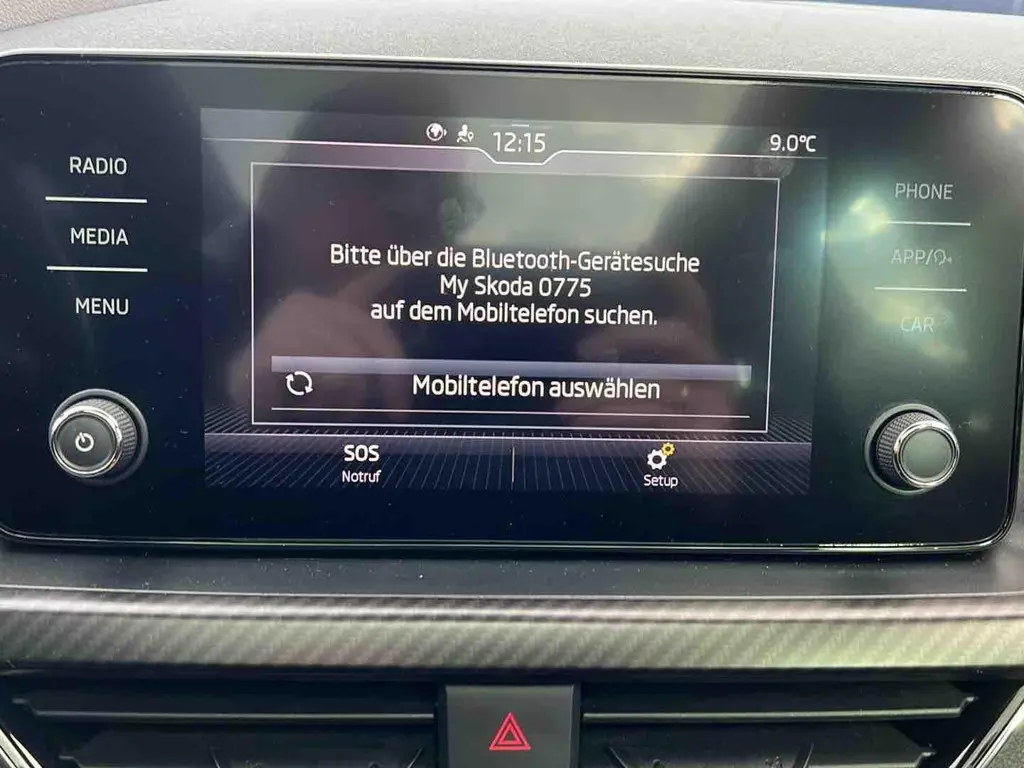 12:15
9.0°C
RADIO
MEDIA
MENU
Bitte über die Bluetooth-Gerätesuche
My Skoda 0775
auf dem Mobiltelefon suchen.
Mobiltelefon auswählen
SOS
Notruf
Setup
PHONE
APP/
CAR